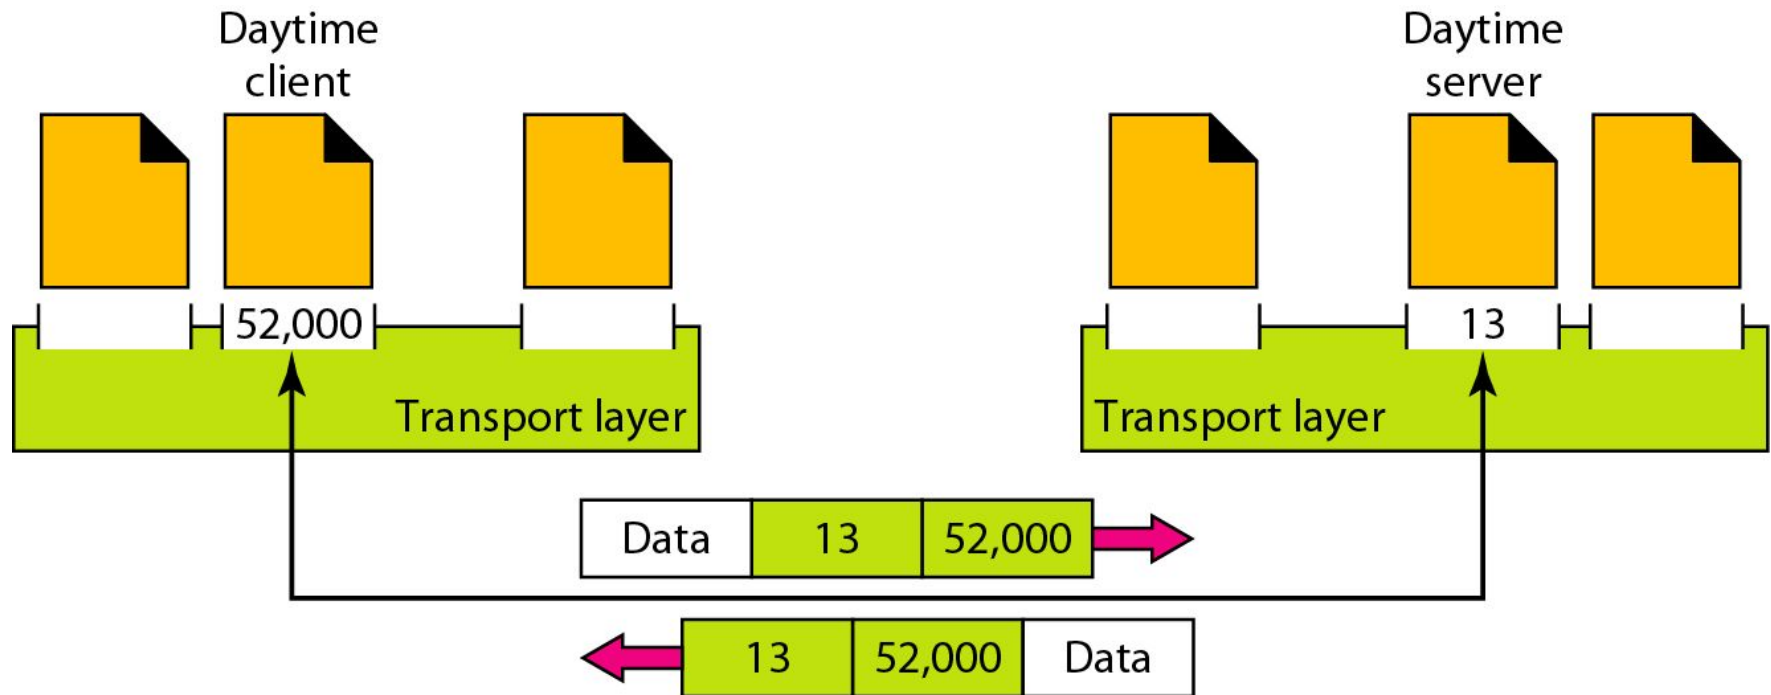 Daytime
client
Daytime
server
52,000
13
Transport layer
Transport layer
Data 13 52,000
13 52,000 Data